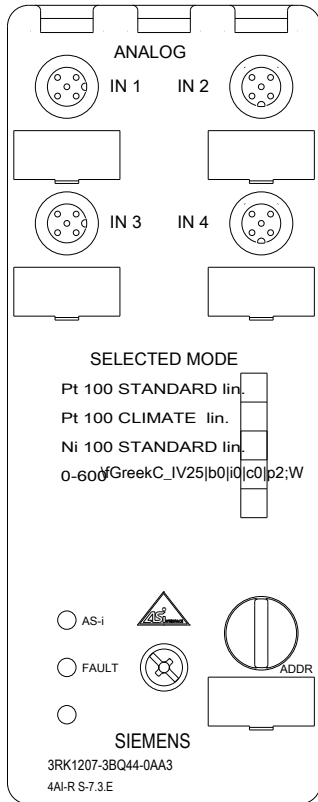 ANALOG
IN 1 IN 2
IN 3 IN 4
SELECTED MODE
Pt 100 STANDARD lin.
Pt 100 CLIMATE lin.
Ni 100 STANDARD lin.
0-600 \fGreekC_IV25|b0|i0|c0|p2;W
AS-i
ASi
INTERFACE
FAULT
ADDR
SIEMENS
3RK1207-3BQ44-0AA3
4AI-R S-7.3.E